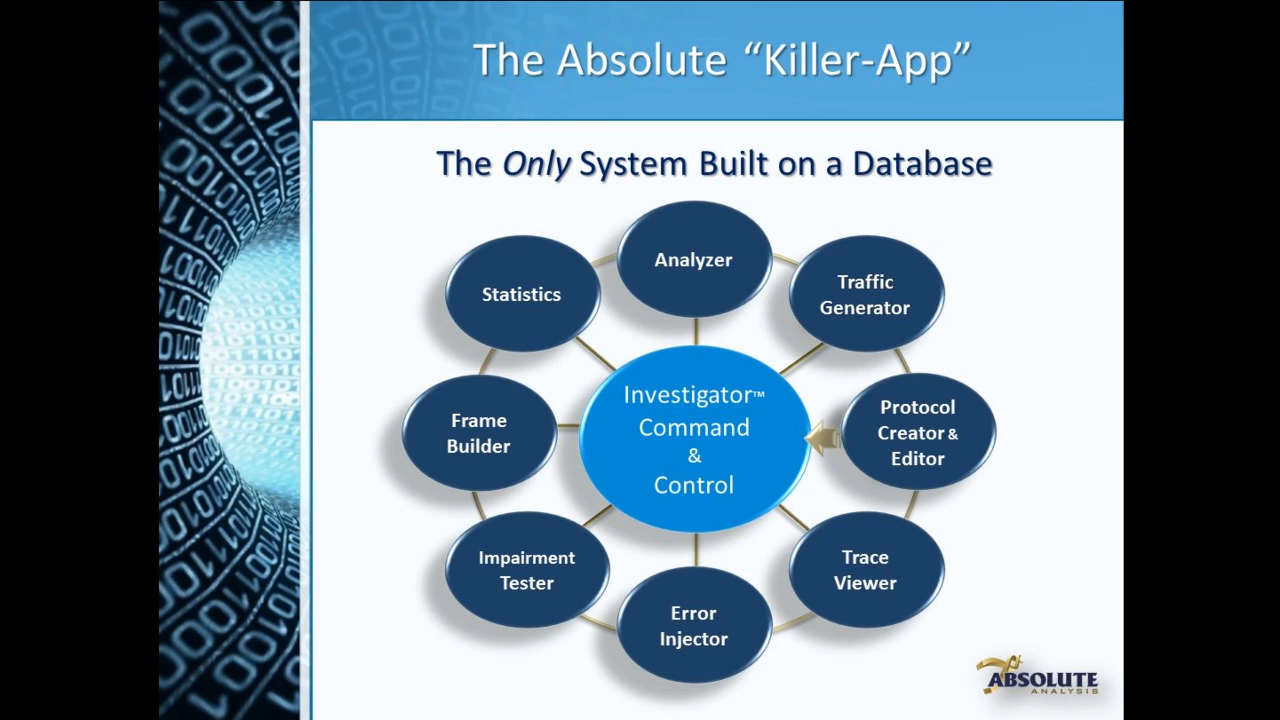 The Absolute “Killer-App”
The Only System Built on a Database
Analyzer
Traffic
Generator
Protocol
Creator &
Editor
Trace
Viewer
Error
Injector
Impairment
Tester
Frame
Builder
Statistics
Investigator™
Command
&
Control
ABSOLUTE
ANALYSIS